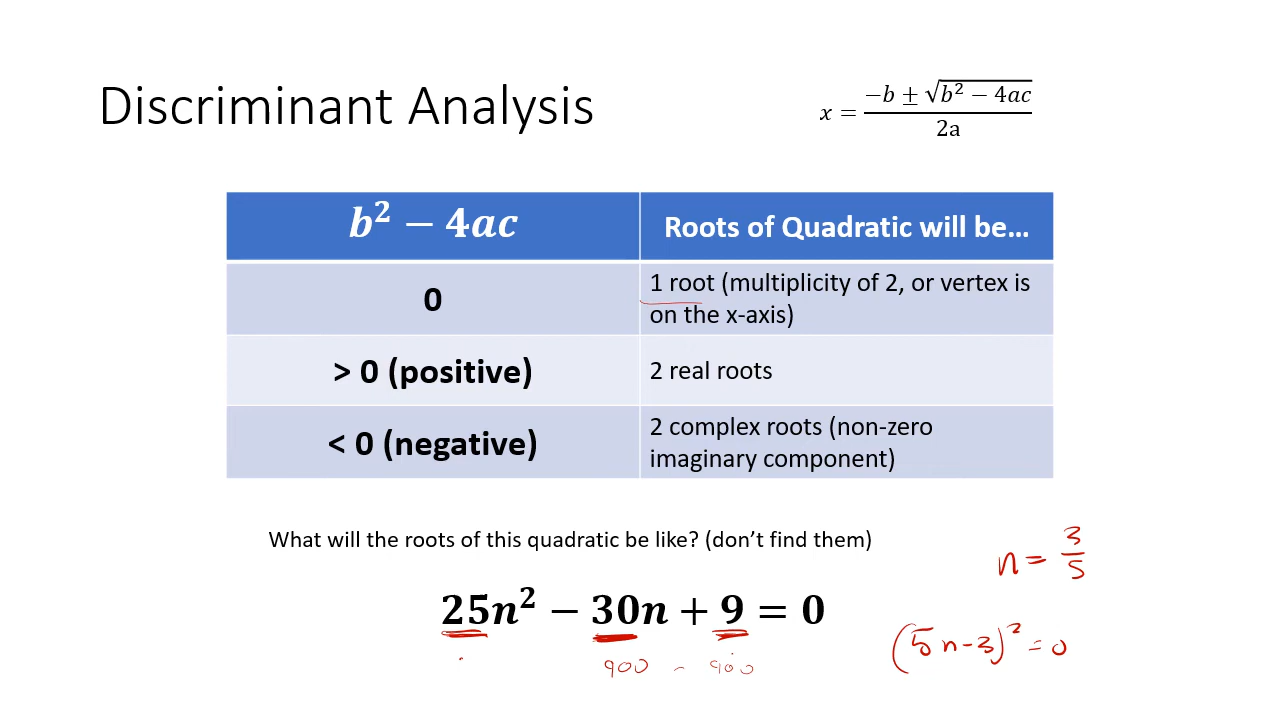 Discriminant Analysis
x = (−b ± √(b² − 4ac)) / 2a
b² − 4ac
Roots of Quadratic will be...
0
1 root (multiplicity of 2, or vertex is
on the x-axis)
> 0 (positive)
2 real roots
< 0 (negative)
2 complex roots (non-zero
imaginary component)
What will the roots of this quadratic be like? (don't find them)
n = 3/5
25n² − 30n + 9 = 0
(5n-3)² = 0
900 - 900